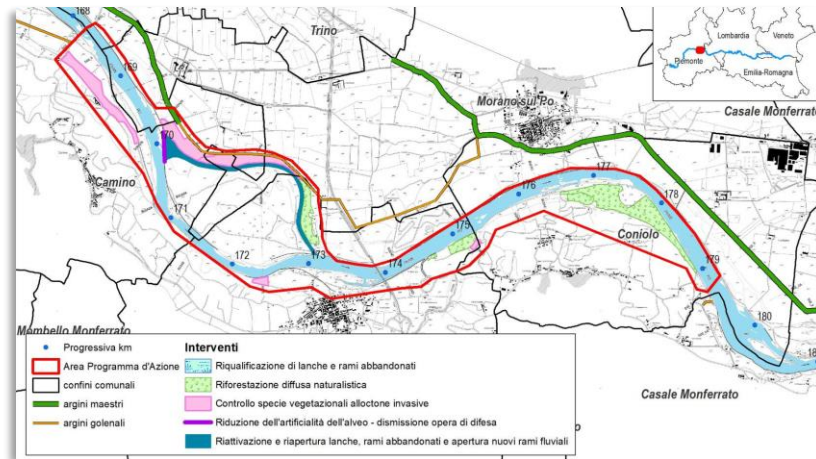 168
Trino
Lombardia
Veneto
Piemonte
Emilia-Romagna
169
Morano sul Po
Casale Monferrato
170
Camino
176
177
178
171
175
Coniolo
172
173
174
179
180
Mombello Monferrato
Casale Monferrato
Progressiva km
Area Programma d'Azione
confini comunali
argini maestri
argini golenali
Interventi
Riqualificazione di lanche e rami abbandonati
Riforestazione diffusa naturalistica
Controllo specie vegetazionali alloctone invasive
Riduzione dell'artificialità dell'alveo - dismissione opera di difesa
Riattivazione e riapertura lanche, rami abbandonati e apertura nuovi rami fluviali